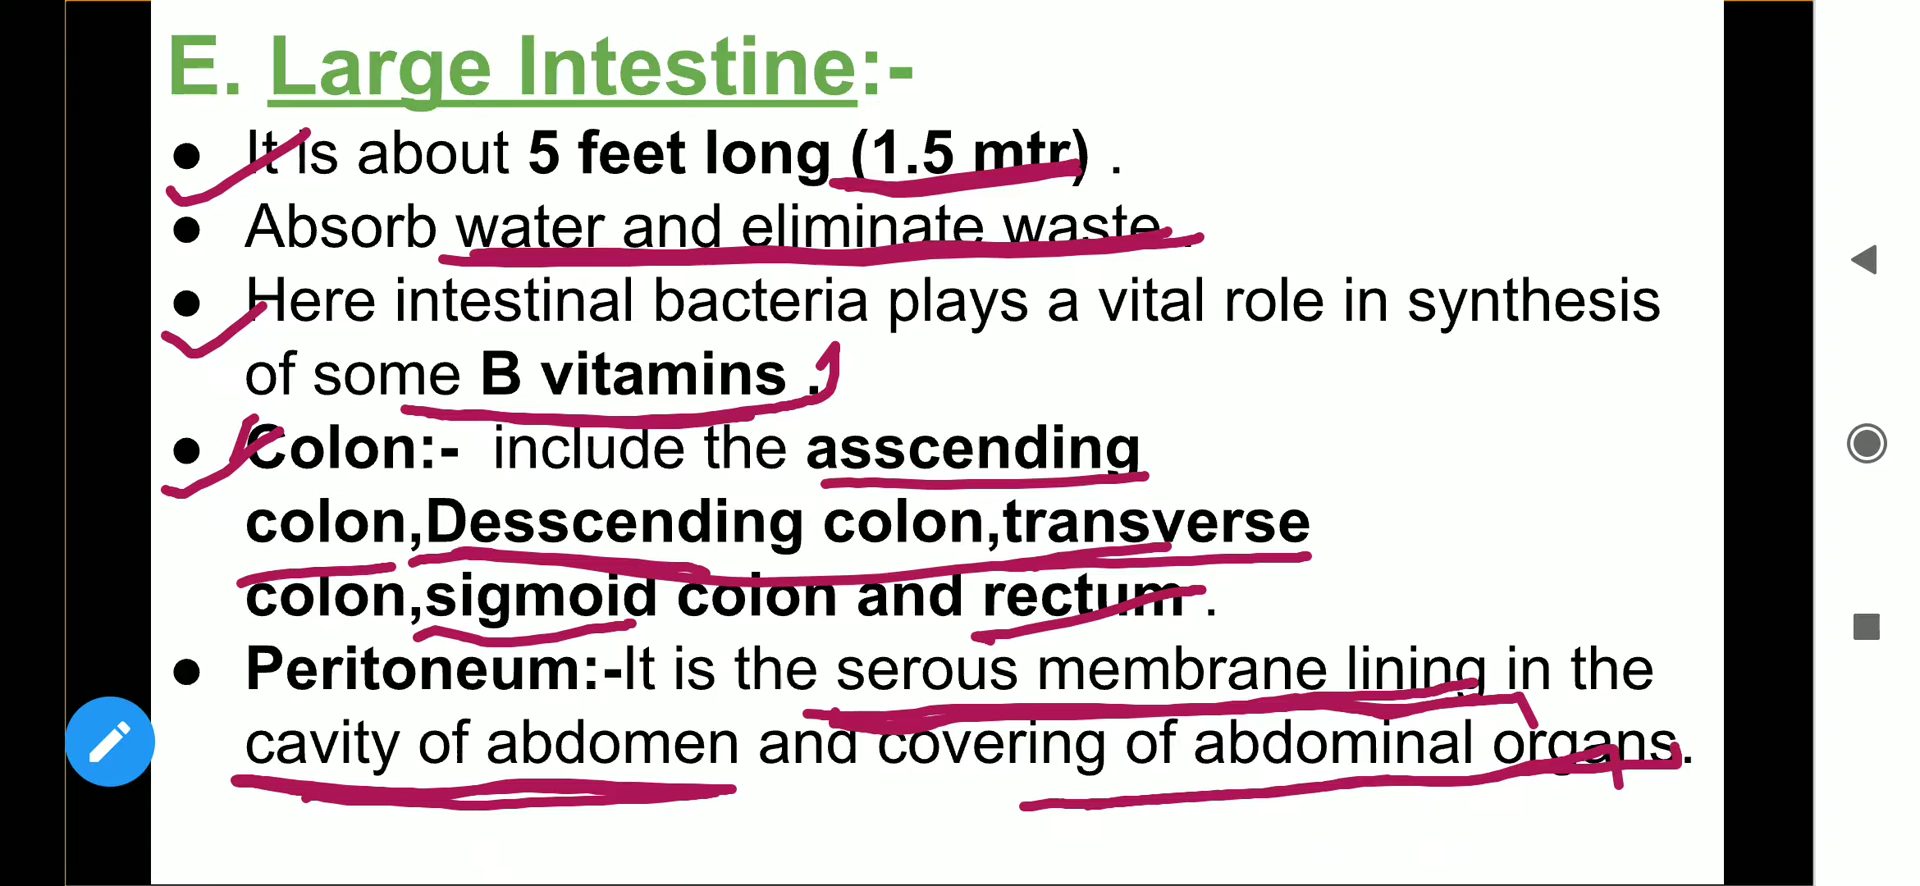 E. Large Intestine:-
● It is about 5 feet long (1.5 mtr) .
● Absorb water and eliminate waste .
● Here intestinal bacteria plays a vital role in synthesis
of some B vitamins .
● Colon:- include the asscending
colon,Desscending colon,transverse
colon,sigmoid colon and rectum .
● Peritoneum:-It is the serous membrane lining in the
cavity of abdomen and covering of abdominal organs.